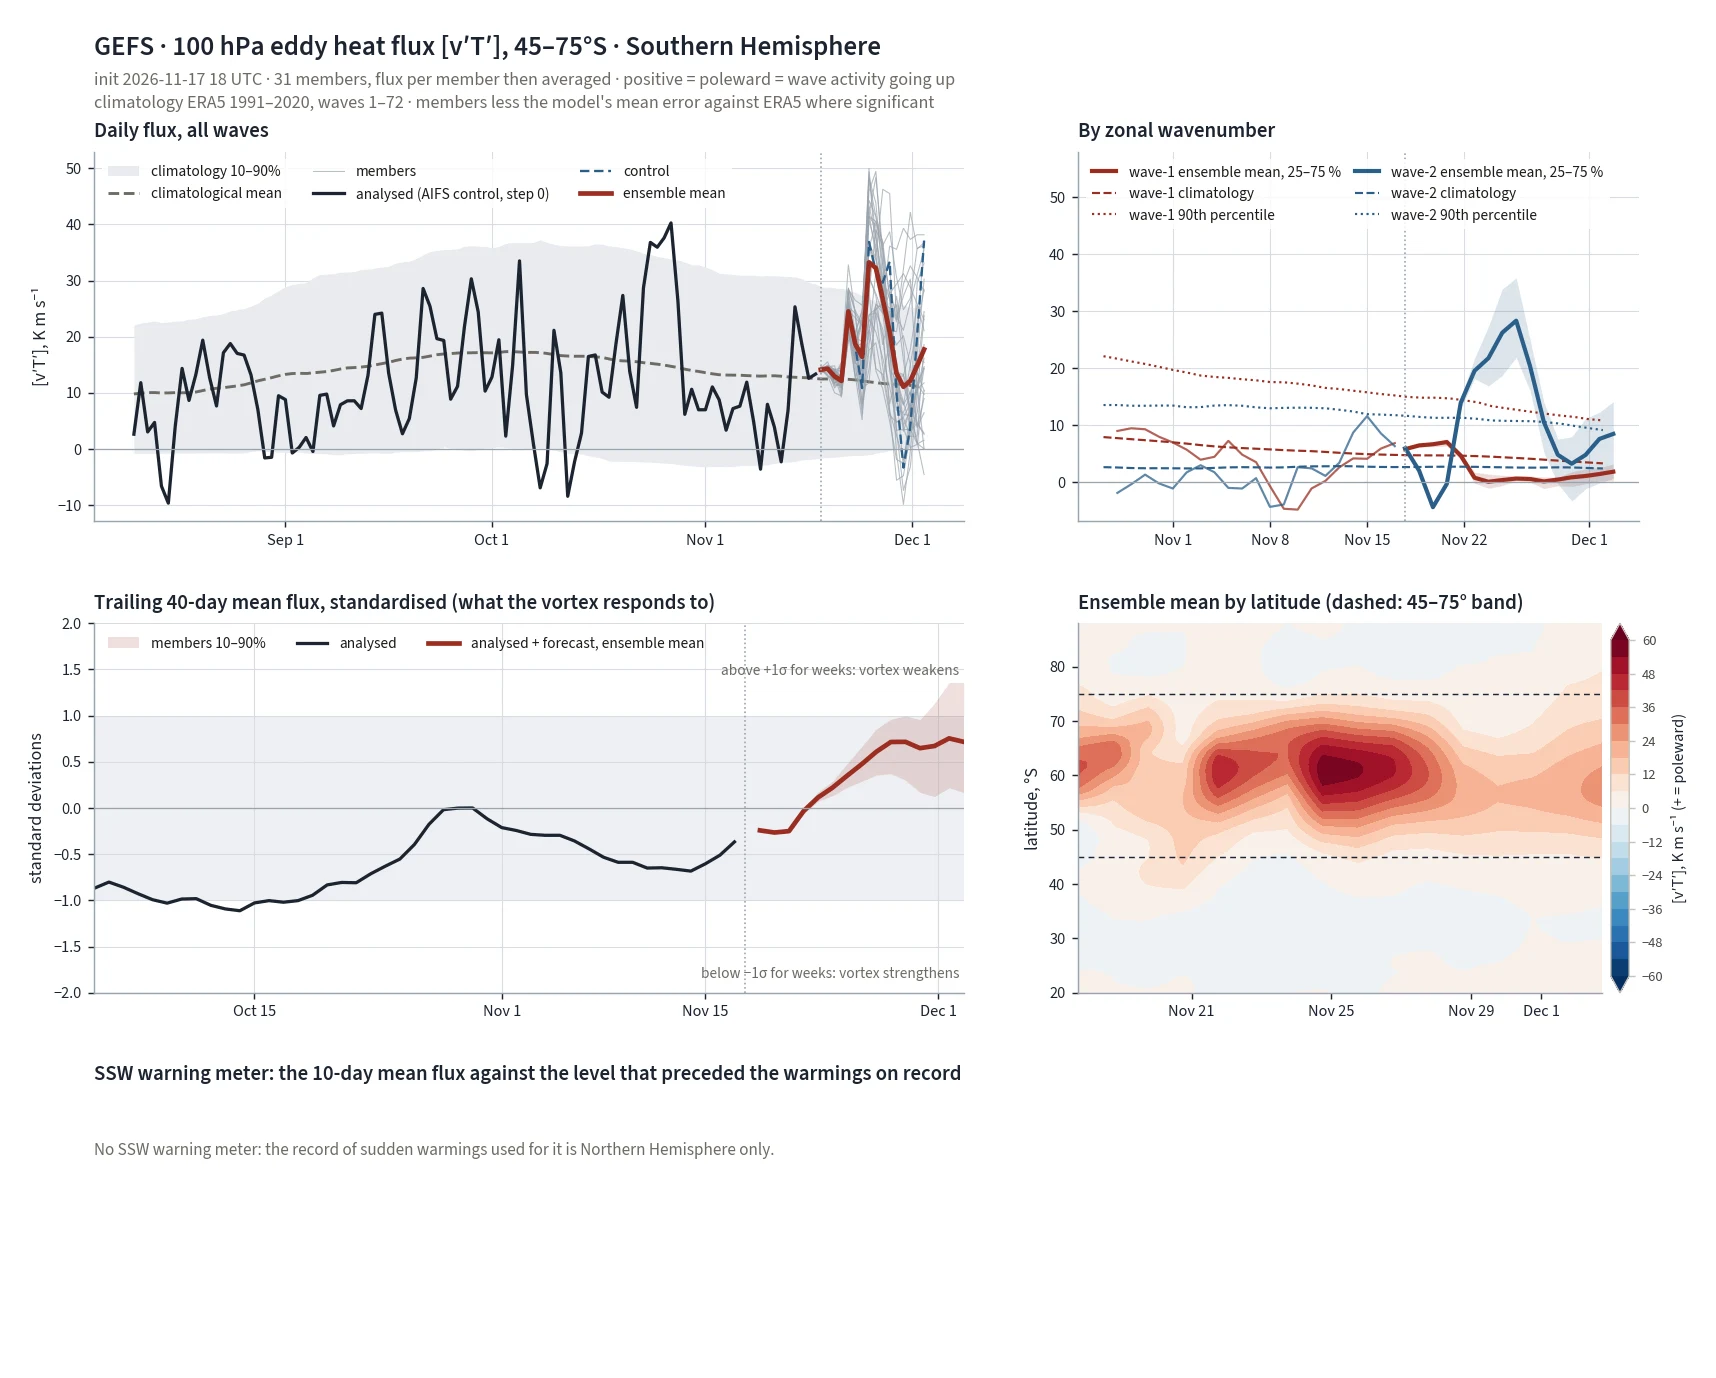 GEFS · 100 hPa eddy heat flux [v′T′], 45–75°S · Southern Hemisphere
init 2026-11-17 18 UTC · 31 members, flux per member then averaged · positive = poleward = wave activity going up
climatology ERA5 1991–2020, waves 1–72 · members less the model's mean error against ERA5 where significant
Daily flux, all waves
climatology 10–90%
members
control
climatological mean
analysed (AIFS control, step 0)
ensemble mean
[v′T′], K m s⁻¹
50
40
30
20
10
0
−10
Sep 1
Oct 1
Nov 1
Dec 1
By zonal wavenumber
wave-1 ensemble mean, 25–75 %
wave-2 ensemble mean, 25–75 %
wave-1 climatology
wave-2 climatology
wave-1 90th percentile
wave-2 90th percentile
50
40
30
20
10
0
Nov 1
Nov 8
Nov 15
Nov 22
Dec 1
Trailing 40-day mean flux, standardised (what the vortex responds to)
members 10–90%
analysed
analysed + forecast, ensemble mean
above +1σ for weeks: vortex weakens
below −1σ for weeks: vortex strengthens
standard deviations
2.0
1.5
1.0
0.5
0.0
−0.5
−1.0
−1.5
−2.0
Oct 15
Nov 1
Nov 15
Dec 1
Ensemble mean by latitude (dashed: 45–75° band)
latitude, °S
80
70
60
50
40
30
20
Nov 21
Nov 25
Nov 29
Dec 1
60
48
36
24
12
0
−12
−24
−36
−48
−60
[v′T′], K m s⁻¹ (+ = poleward)
SSW warning meter: the 10-day mean flux against the level that preceded the warmings on record
No SSW warning meter: the record of sudden warmings used for it is Northern Hemisphere only.